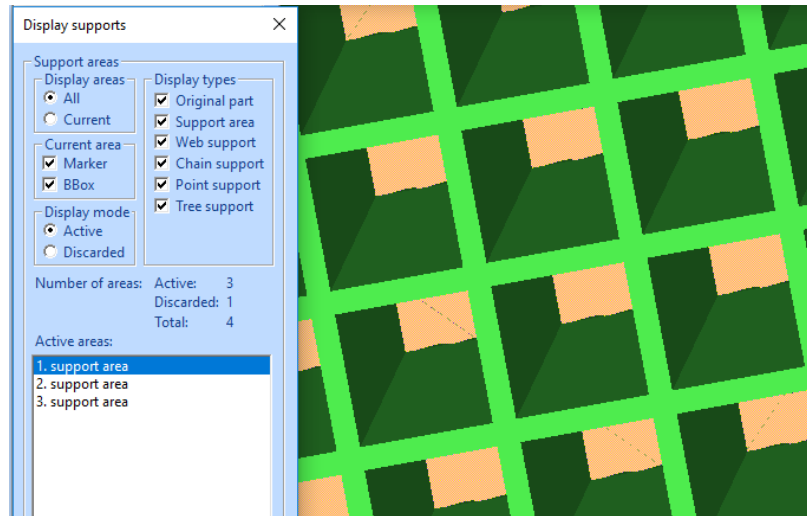 Display supports
Support areas
Display areas
All
Current
Current area
Marker
BBox
Display mode
Active
Discarded
Display types
Original part
Support area
Web support
Chain support
Point support
Tree support
Number of areas: Active: 3
Discarded: 1
Total: 4
Active areas:
1. support area
2. support area
3. support area